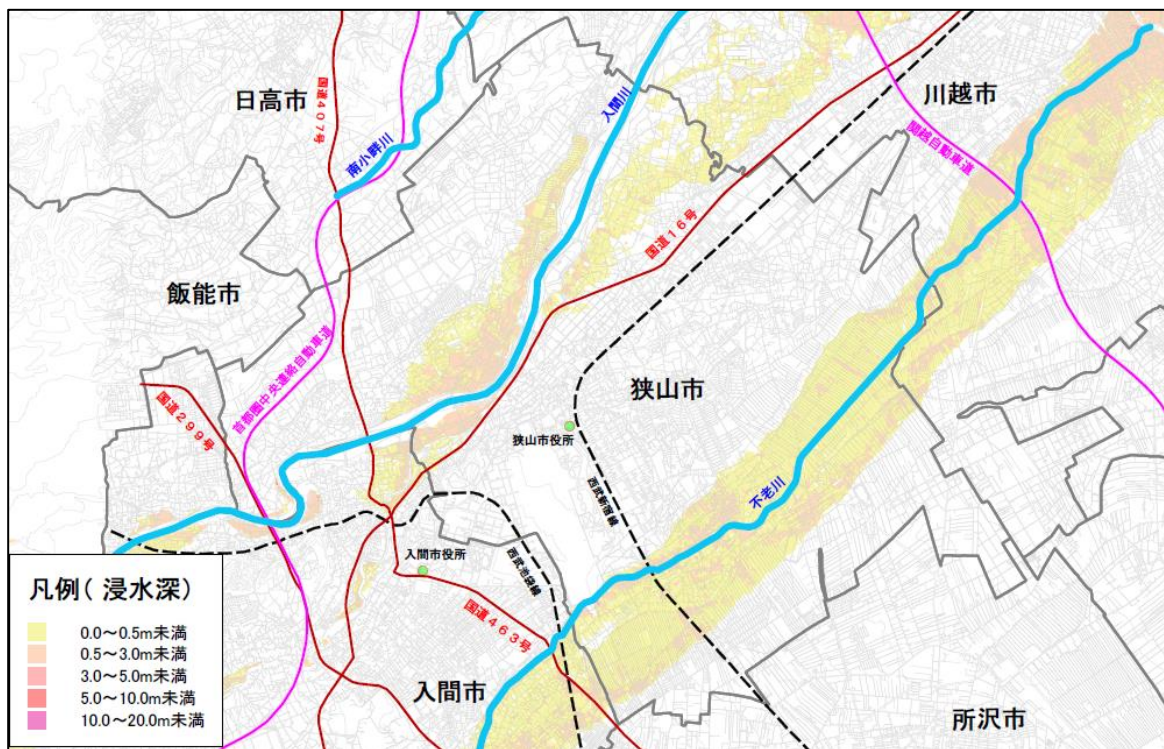 日高市
国道407号
南小畔川
入間川
川越市
関越自動車道
国道16号
飯能市
首都圏中央連絡自動車道
国道299号
狭山市
狭山市役所
西武新宿線
不老川
入間市役所
西武池袋線
国道463号
入間市
所沢市
凡例(浸水深)
0.0～0.5m未満
0.5～3.0m未満
3.0～5.0m未満
5.0～10.0m未満
10.0～20.0m未満